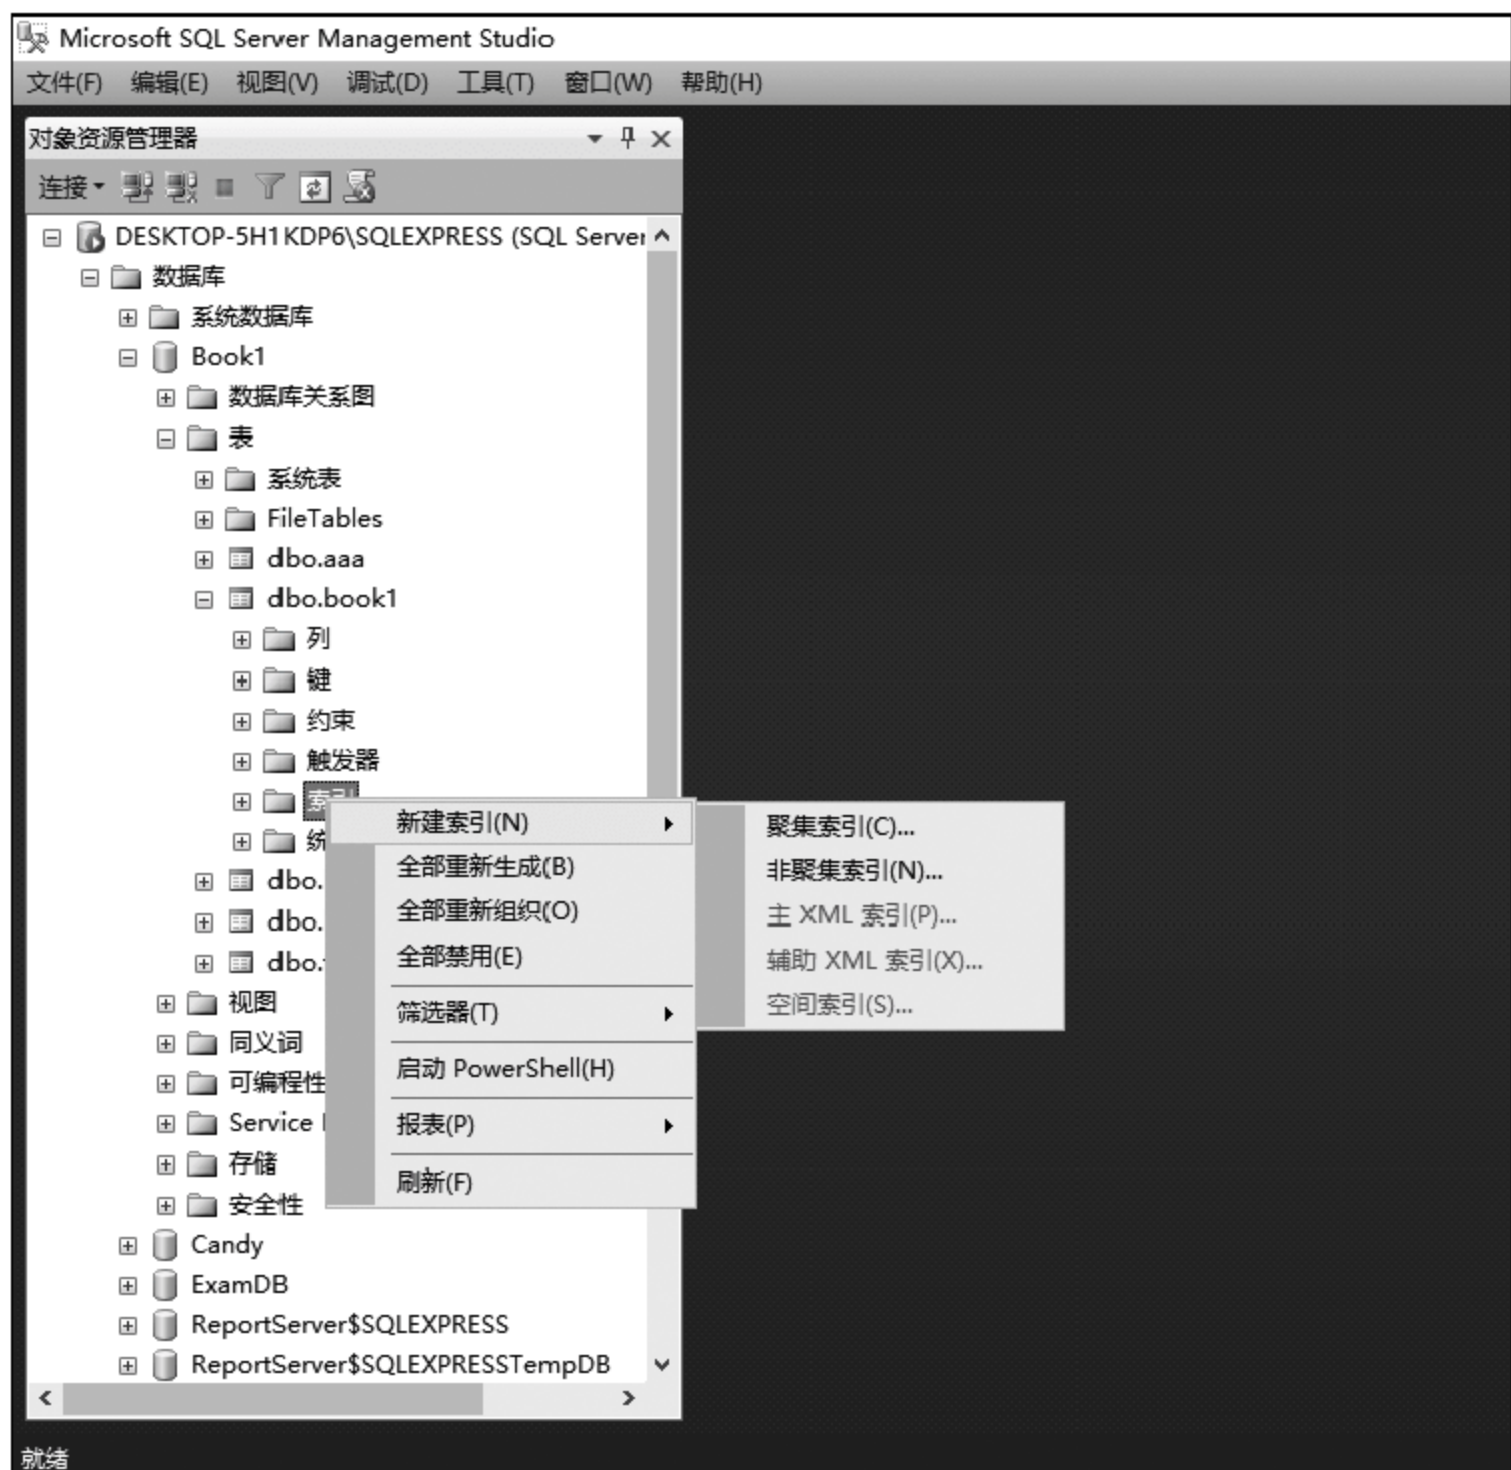 Microsoft SQL Server Management Studio
文件(F) 编辑(E) 视图(V) 调试(D) 工具(T) 窗口(W) 帮助(H)
对象资源管理器
连接
DESKTOP-5H1KDP6\SQLEXPRESS (SQL Server
数据库
系统数据库
Book1
数据库关系图
表
系统表
FileTables
dbo.aaa
dbo.book1
列
键
约束
触发器
索引
统
dbo.
dbo.
dbo.
视图
同义词
可编程性
Service
存储
安全性
Candy
ExamDB
ReportServer$SQLEXPRESS
ReportServer$SQLEXPRESSTempDB
新建索引(N)
全部重新生成(B)
全部重新组织(O)
全部禁用(E)
筛选器(T)
启动 PowerShell(H)
报表(P)
刷新(F)
聚集索引(C)...
非聚集索引(N)...
主 XML 索引(P)...
辅助 XML 索引(X)...
空间索引(S)...
就绪